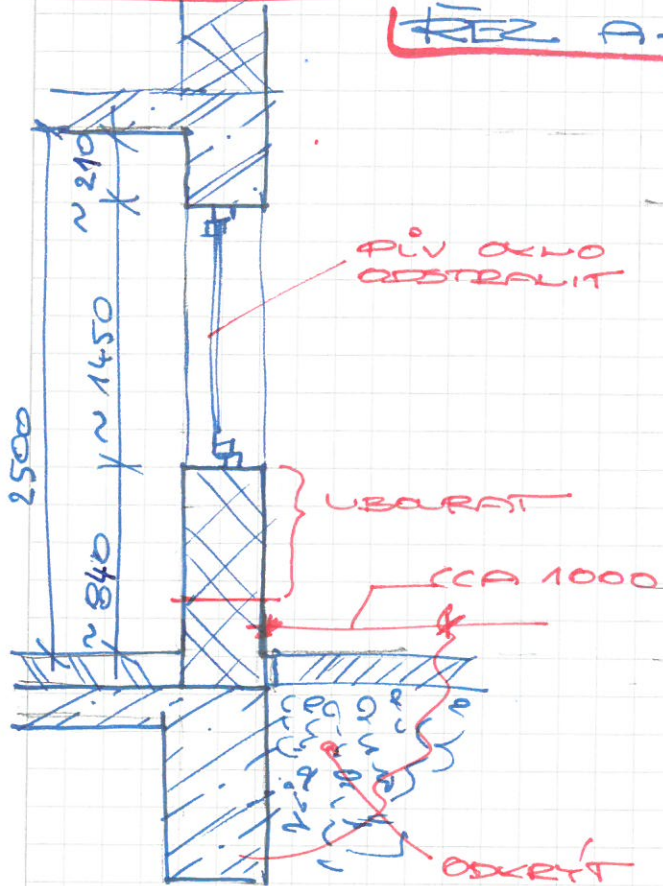 ŘEZ A-
~ 210
PŮV OKNO
ODSTRANIT
~ 1450
2500
UBOURAT
~ 840
CCA 1000
ODKRÝT